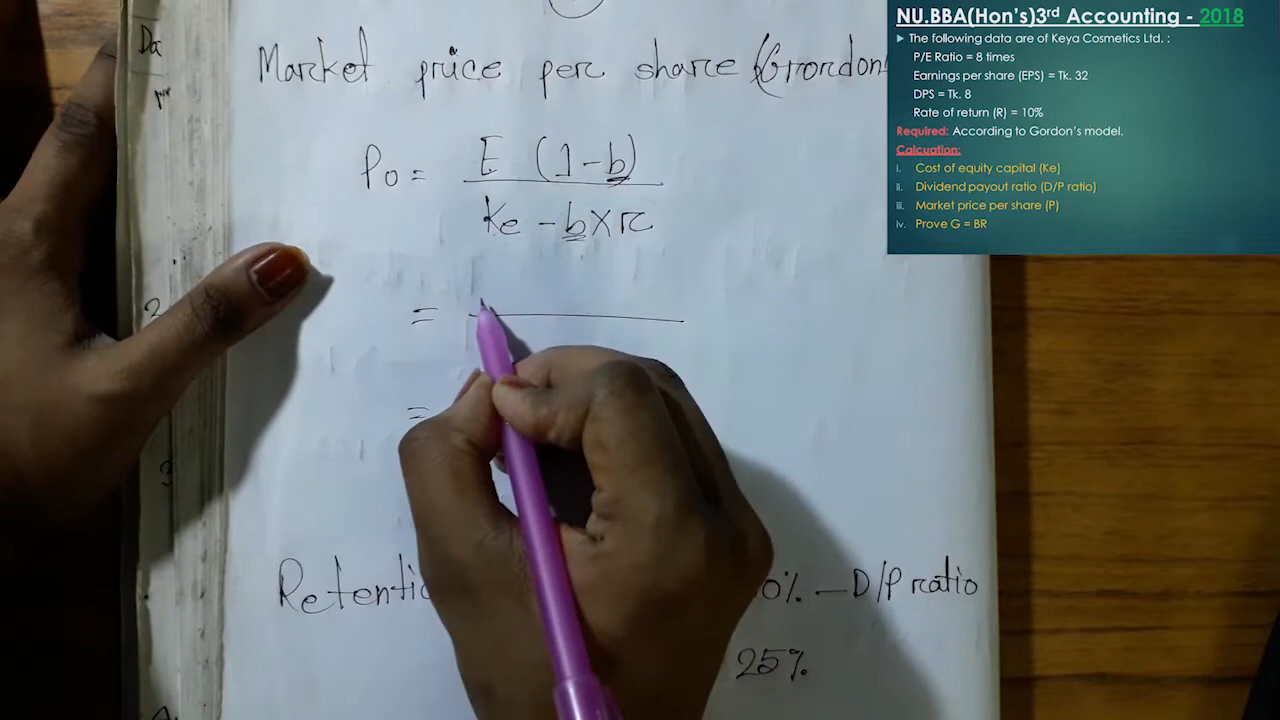 NU.BBA(Hon's)3rd Accounting - 2018
The following data are of Keya Cosmetics Ltd. :
P/E Ratio = 8 times
Earnings per share (EPS) = Tk. 32
DPS = Tk. 8
Rate of return (R) = 10%
Required: According to Gordon's model.
Calcuation:
i. Cost of equity capital (Ke)
ii. Dividend payout ratio (D/P ratio)
iii. Market price per share (P)
iv. Prove G = BR
Da
Market price per share (Gordon
P0 = E (1-b)
Ke - b×r
=
=
2
3
0% - D/P ratio
25%